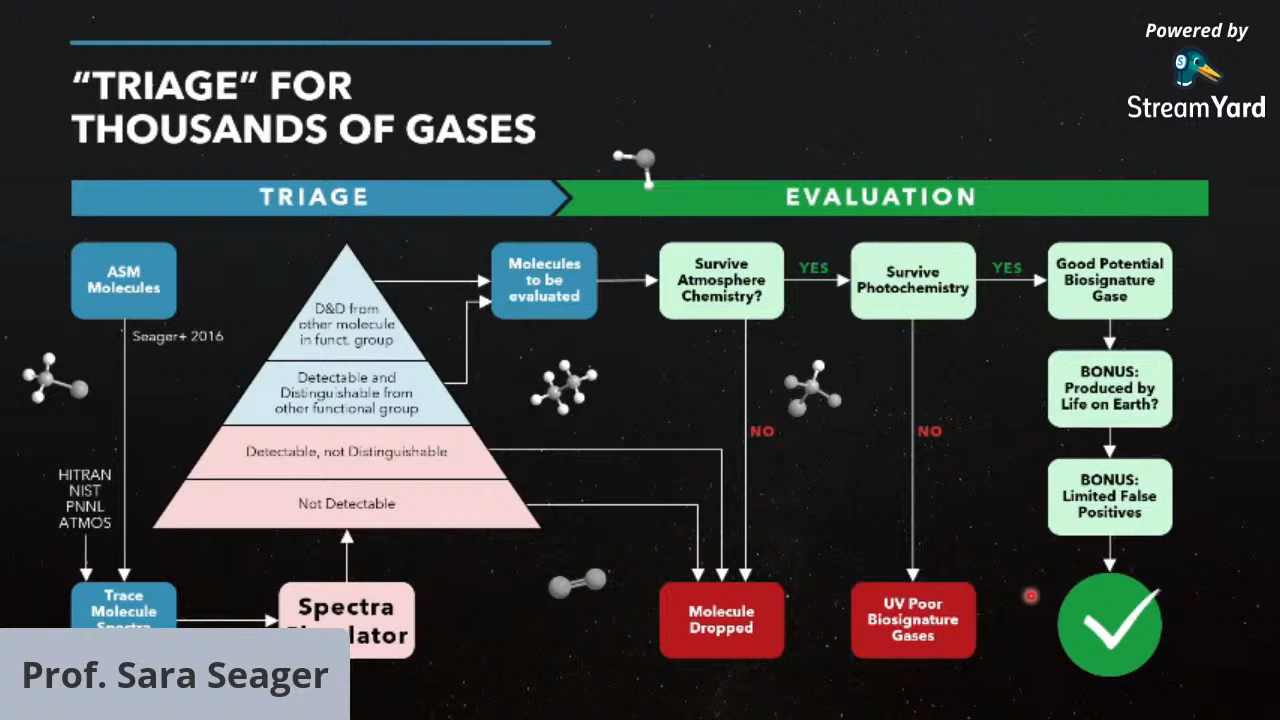 Powered by
StreamYard
“TRIAGE” FOR
THOUSANDS OF GASES
TRIAGE
EVALUATION
ASM
Molecules
Seager+ 2016
HITRAN
NIST
PNNL
ATMOS
Trace
Molecule
Spectra
Spectra
D&D from
other molecule
in funct. group
Detectable and
Distinguishable from
other functional group
Detectable, not Distinguishable
Not Detectable
Molecules
to be
evaluated
Survive
Atmosphere
Chemistry?
YES
NO
Molecule
Dropped
Survive
Photochemistry
YES
NO
UV Poor
Biosignature
Gases
Good Potential
Biosignature
Gase
BONUS:
Produced by
Life on Earth?
BONUS:
Limited False
Positives
Prof. Sara Seager